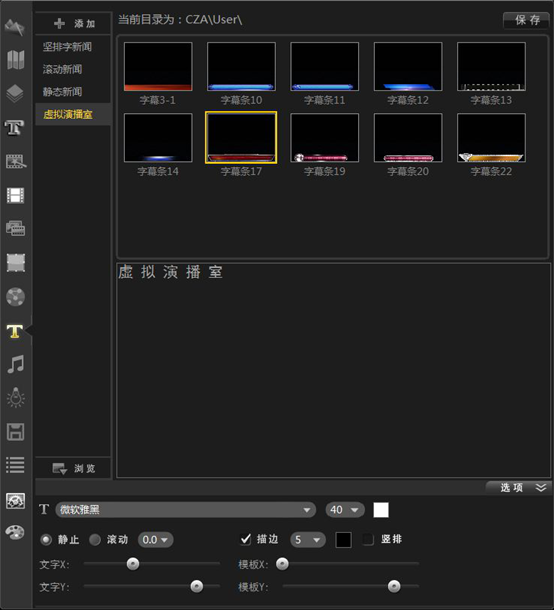 添加
当前目录为：CZA\User\
保存
竖排字新闻
滚动新闻
静态新闻
虚拟演播室
字幕3-1
字幕条10
字幕条11
字幕条12
字幕条13
字幕条14
字幕条17
字幕条19
字幕条20
字幕条22
虚拟演播室
浏览
选项
T 微软雅黑 40
静止 滚动 0.0 描边 5 竖排
文字X: 模板X:
文字Y: 模板Y: